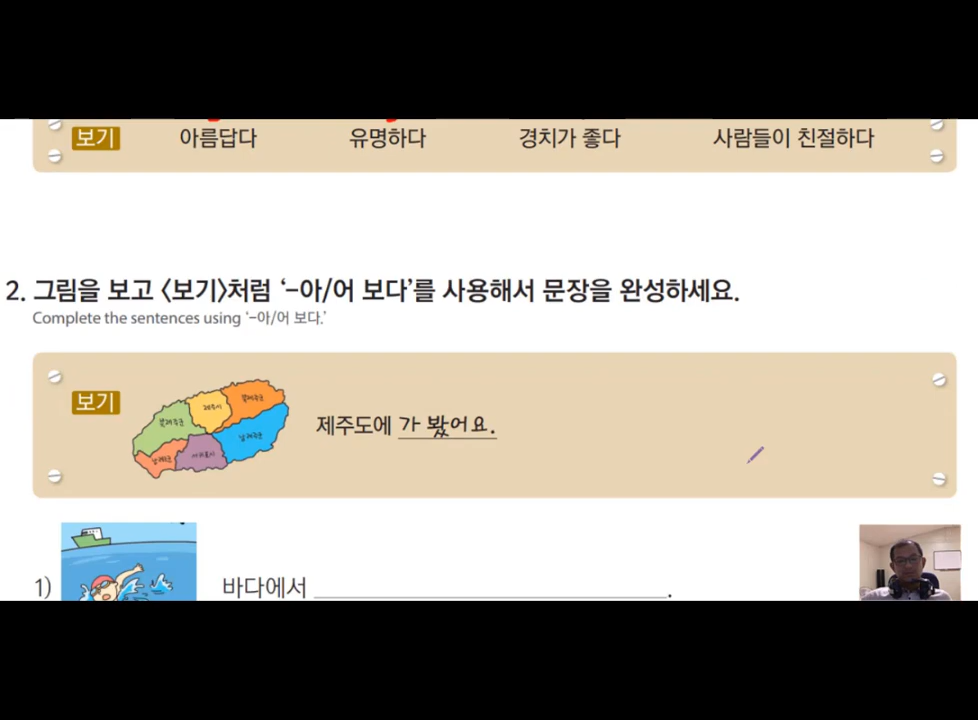 보기 아름답다 유명하다 경치가 좋다 사람들이 친절하다
2. 그림을 보고 〈보기〉처럼 ‘–아/어 보다’를 사용해서 문장을 완성하세요.
Complete the sentences using ‘–아/어 보다.’
보기
제주시
제주도에 가 봤어요.
1) 바다에서 .